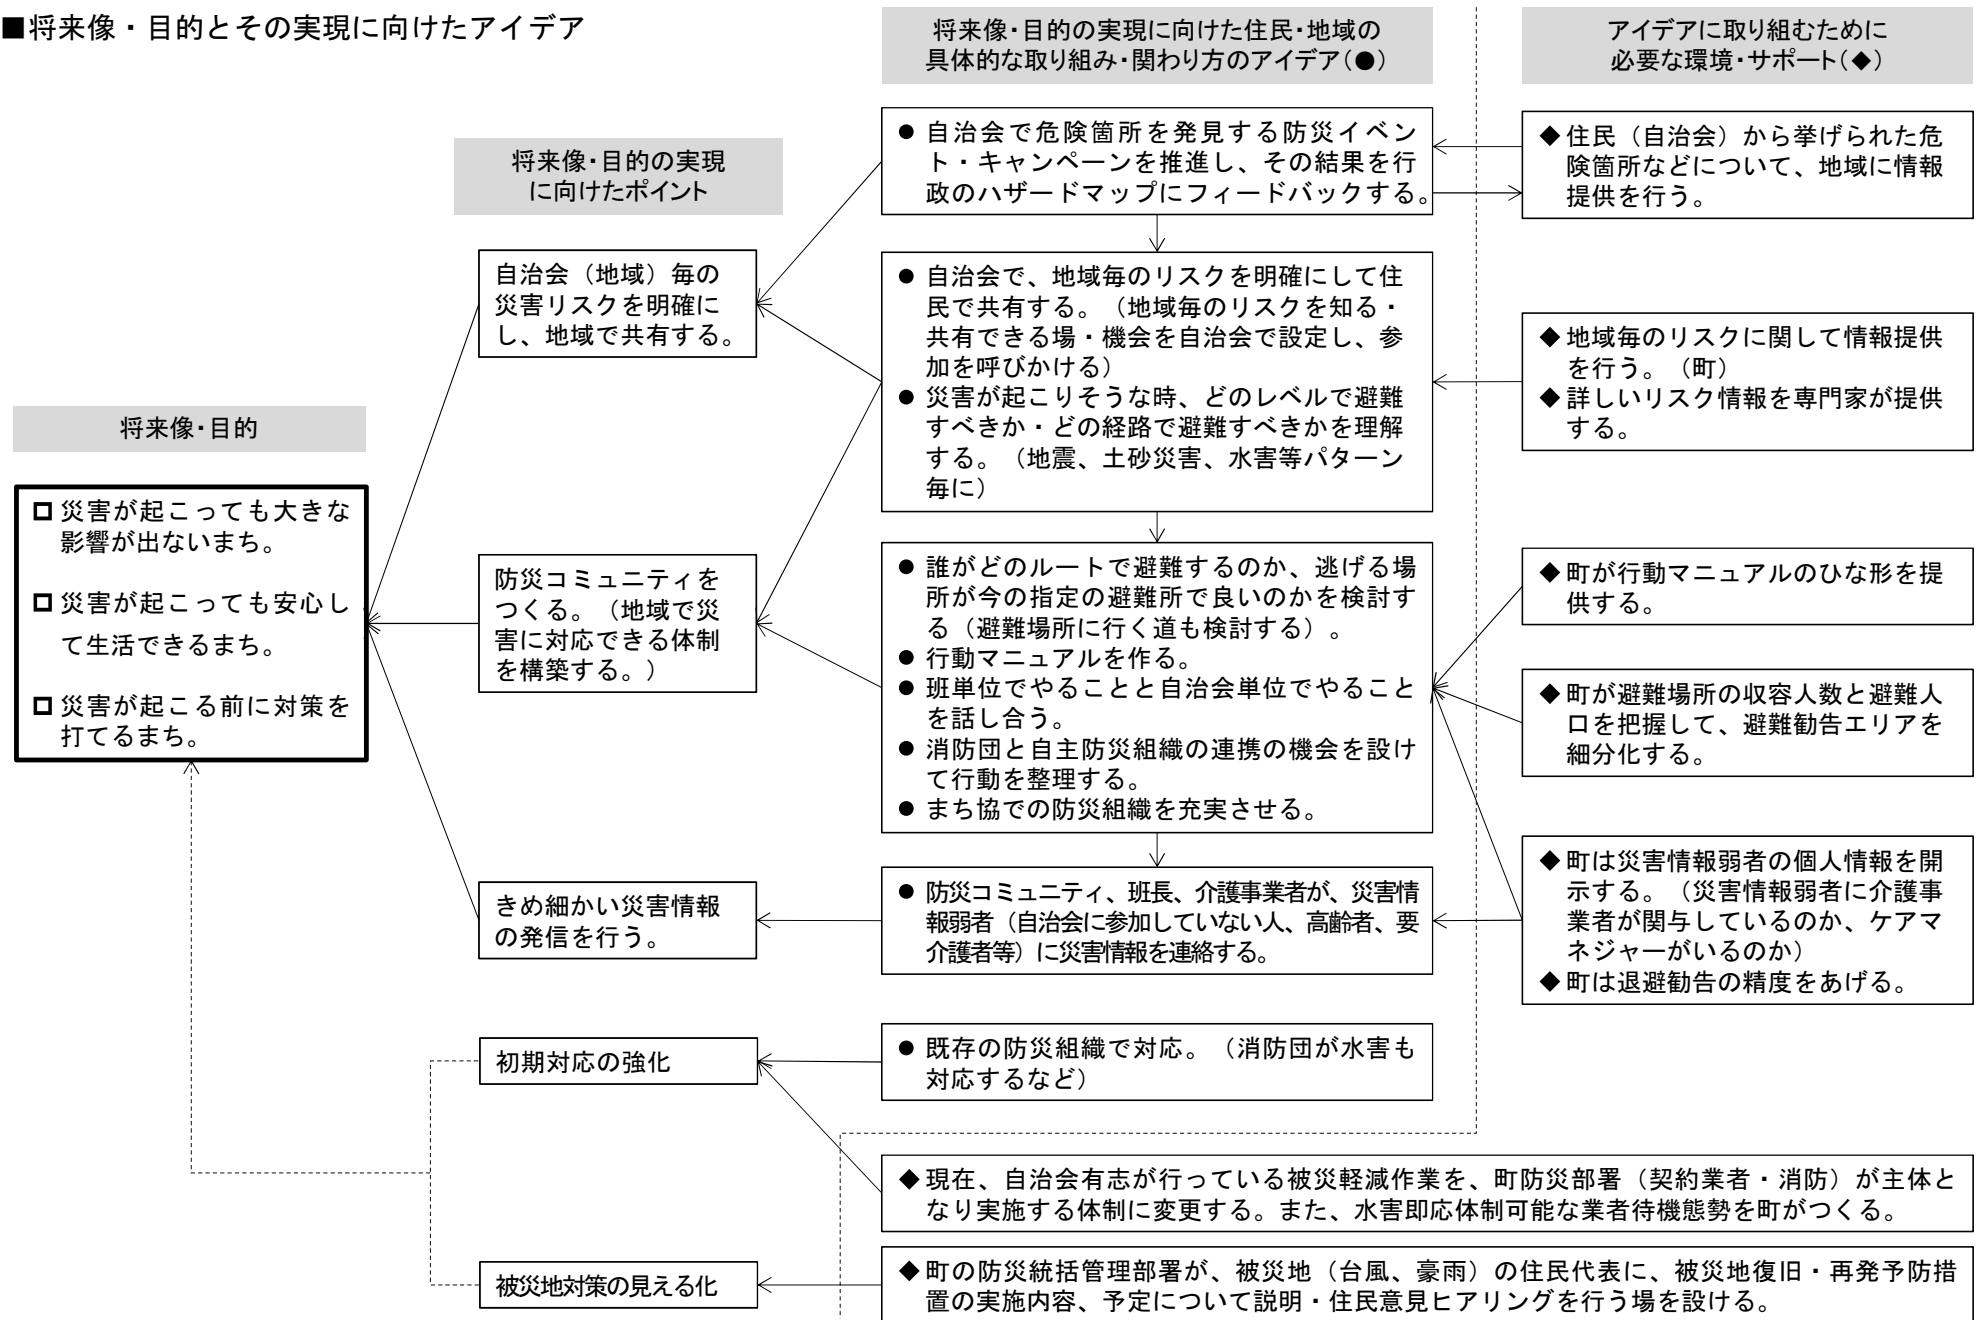 ■将来像・目的とその実現に向けたアイデア
将来像・目的
□災害が起こっても大きな
影響が出ないまち。
□災害が起こっても安心し
て生活できるまち。
□災害が起こる前に対策を
打てるまち。
将来像・目的の実現
に向けたポイント
自治会（地域）毎の
災害リスクを明確に
し、地域で共有する。
防災コミュニティを
つくる。（地域で災
害に対応できる体制
を構築する。）
きめ細かい災害情報
の発信を行う。
初期対応の強化
被災地対策の見える化
将来像・目的の実現に向けた住民・地域の
具体的な取り組み・関わり方のアイデア（●）
● 自治会で危険箇所を発見する防災イベン
ト・キャンペーンを推進し、その結果を行
政のハザードマップにフィードバックする。
● 自治会で、地域毎のリスクを明確にして住
民で共有する。（地域毎のリスクを知る・
共有できる場・機会を自治会で設定し、参
加を呼びかける）
● 災害が起こりそうな時、どのレベルで避難
すべきか・どの経路で避難すべきかを理解
する。（地震、土砂災害、水害等パターン
毎に）
● 誰がどのルートで避難するのか、逃げる場
所が今の指定の避難所で良いのかを検討す
る（避難場所に行く道も検討する）。
● 行動マニュアルを作る。
● 班単位でやることと自治会単位でやること
を話し合う。
● 消防団と自主防災組織の連携の機会を設け
て行動を整理する。
● まち協での防災組織を充実させる。
● 防災コミュニティ、班長、介護事業者が、災害情
報弱者（自治会に参加していない人、高齢者、要
介護者等）に災害情報を連絡する。
● 既存の防災組織で対応。（消防団が水害も
対応するなど）
◆現在、自治会有志が行っている被災軽減作業を、町防災部署（契約業者・消防）が主体と
なり実施する体制に変更する。また、水害即応体制可能な業者待機態勢を町がつくる。
◆町の防災統括管理部署が、被災地（台風、豪雨）の住民代表に、被災地復旧・再発予防措
置の実施内容、予定について説明・住民意見ヒアリングを行う場を設ける。
アイデアに取り組むために
必要な環境・サポート（◆）
◆住民（自治会）から挙げられた危
険箇所などについて、地域に情報
提供を行う。
◆地域毎のリスクに関して情報提供
を行う。（町）
◆詳しいリスク情報を専門家が提供
する。
◆町が行動マニュアルのひな形を提
供する。
◆町が避難場所の収容人数と避難人
口を把握して、避難勧告エリアを
細分化する。
◆町は災害情報弱者の個人情報を開
示する。（災害情報弱者に介護事
業者が関与しているのか、ケアマ
ネジャーがいるのか）
◆町は退避勧告の精度をあげる。